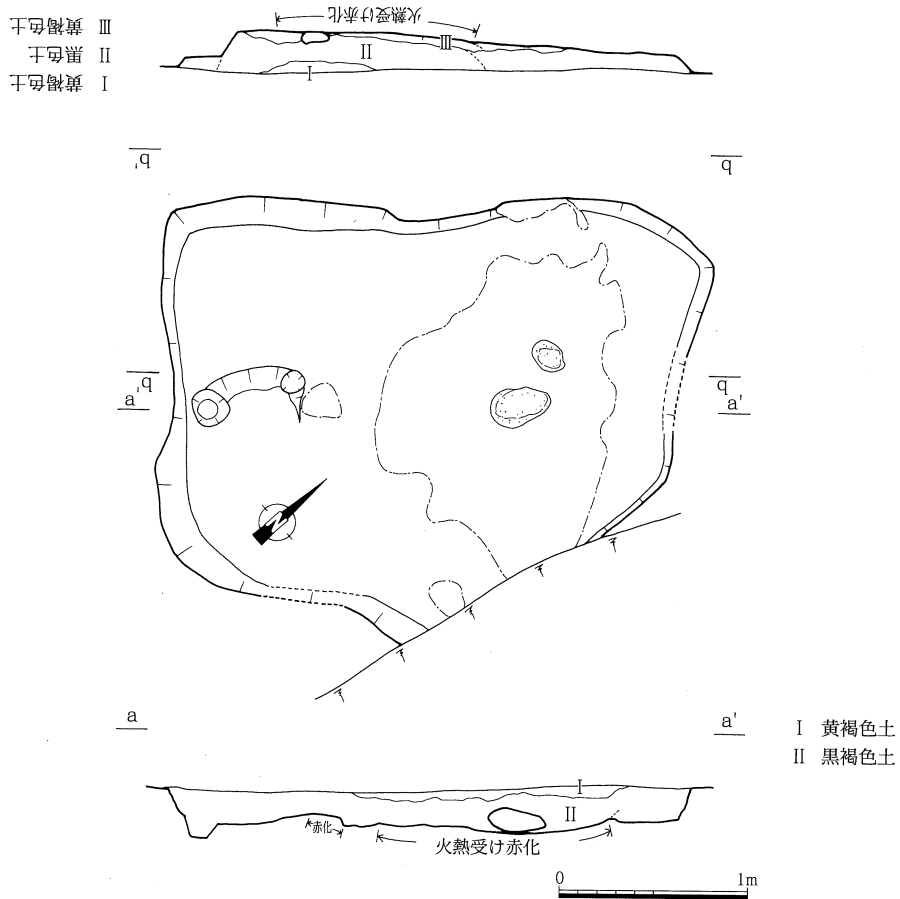 火熱受け赤化
Ⅲ 黄褐色土
Ⅱ 黒色土
Ⅰ 黄褐色土
Ⅲ
Ⅱ
Ⅰ
b'
b
b'
b
a
a'
a
a'
Ⅰ 黄褐色土
Ⅱ 黒褐色土
Ⅰ
Ⅱ
赤化
火熱受け赤化
0 1m